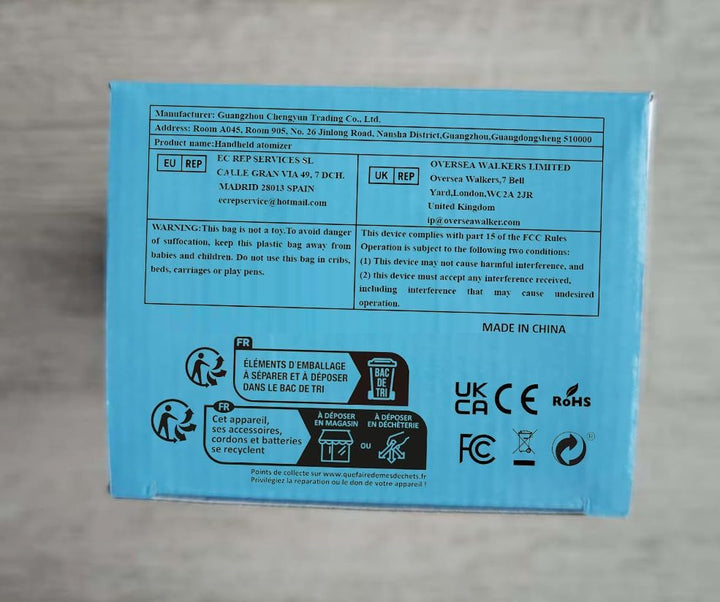 Manufacturer: Guangzhou Chengyun Trading Co., Ltd.
Address: Room A045, Room 905, No. 26 Jinlong Road, Nansha District,Guangzhou,Guangdongsheng 510000
Product name:Handheld atomizer
EU REP
EC REP SERVICES SL
CALLE GRAN VIA 49, 7 DCH.
MADRID 28013 SPAIN
ecrepservice@hotmail.com
UK REP
OVERSEA WALKERS LIMITED
Oversea Walkers,7 Bell
Yard,London,WC2A 2JR
United Kingdom
ip@overseawalker.com
WARNING:This bag is not a toy.To avoid danger
of suffocation, keep this plastic bag away from
babies and children. Do not use this bag in cribs,
beds, carriages or play pens.
This device complies with part 15 of the FCC Rules
Operation is subject to the following two conditions:
(1) This device may not cause harmful interference, and
(2) this device must accept any interference received,
including interference that may cause undesired
operation.
MADE IN CHINA
FR
ÉLÉMENTS D'EMBALLAGE
À SÉPARER ET À DÉPOSER
DANS LE BAC DE TRI
BAC
DE
TRI
FR
Cet appareil,
ses accessoires,
cordons et batteries
se recyclent
À DÉPOSER
EN MAGASIN
OU
À DÉPOSER
EN DÉCHÈTERIE
Points de collecte sur www.quefairedemesdechets.fr
Privilégiez la réparation ou le don de votre appareil !
UK
CA
CE
RoHS
FC